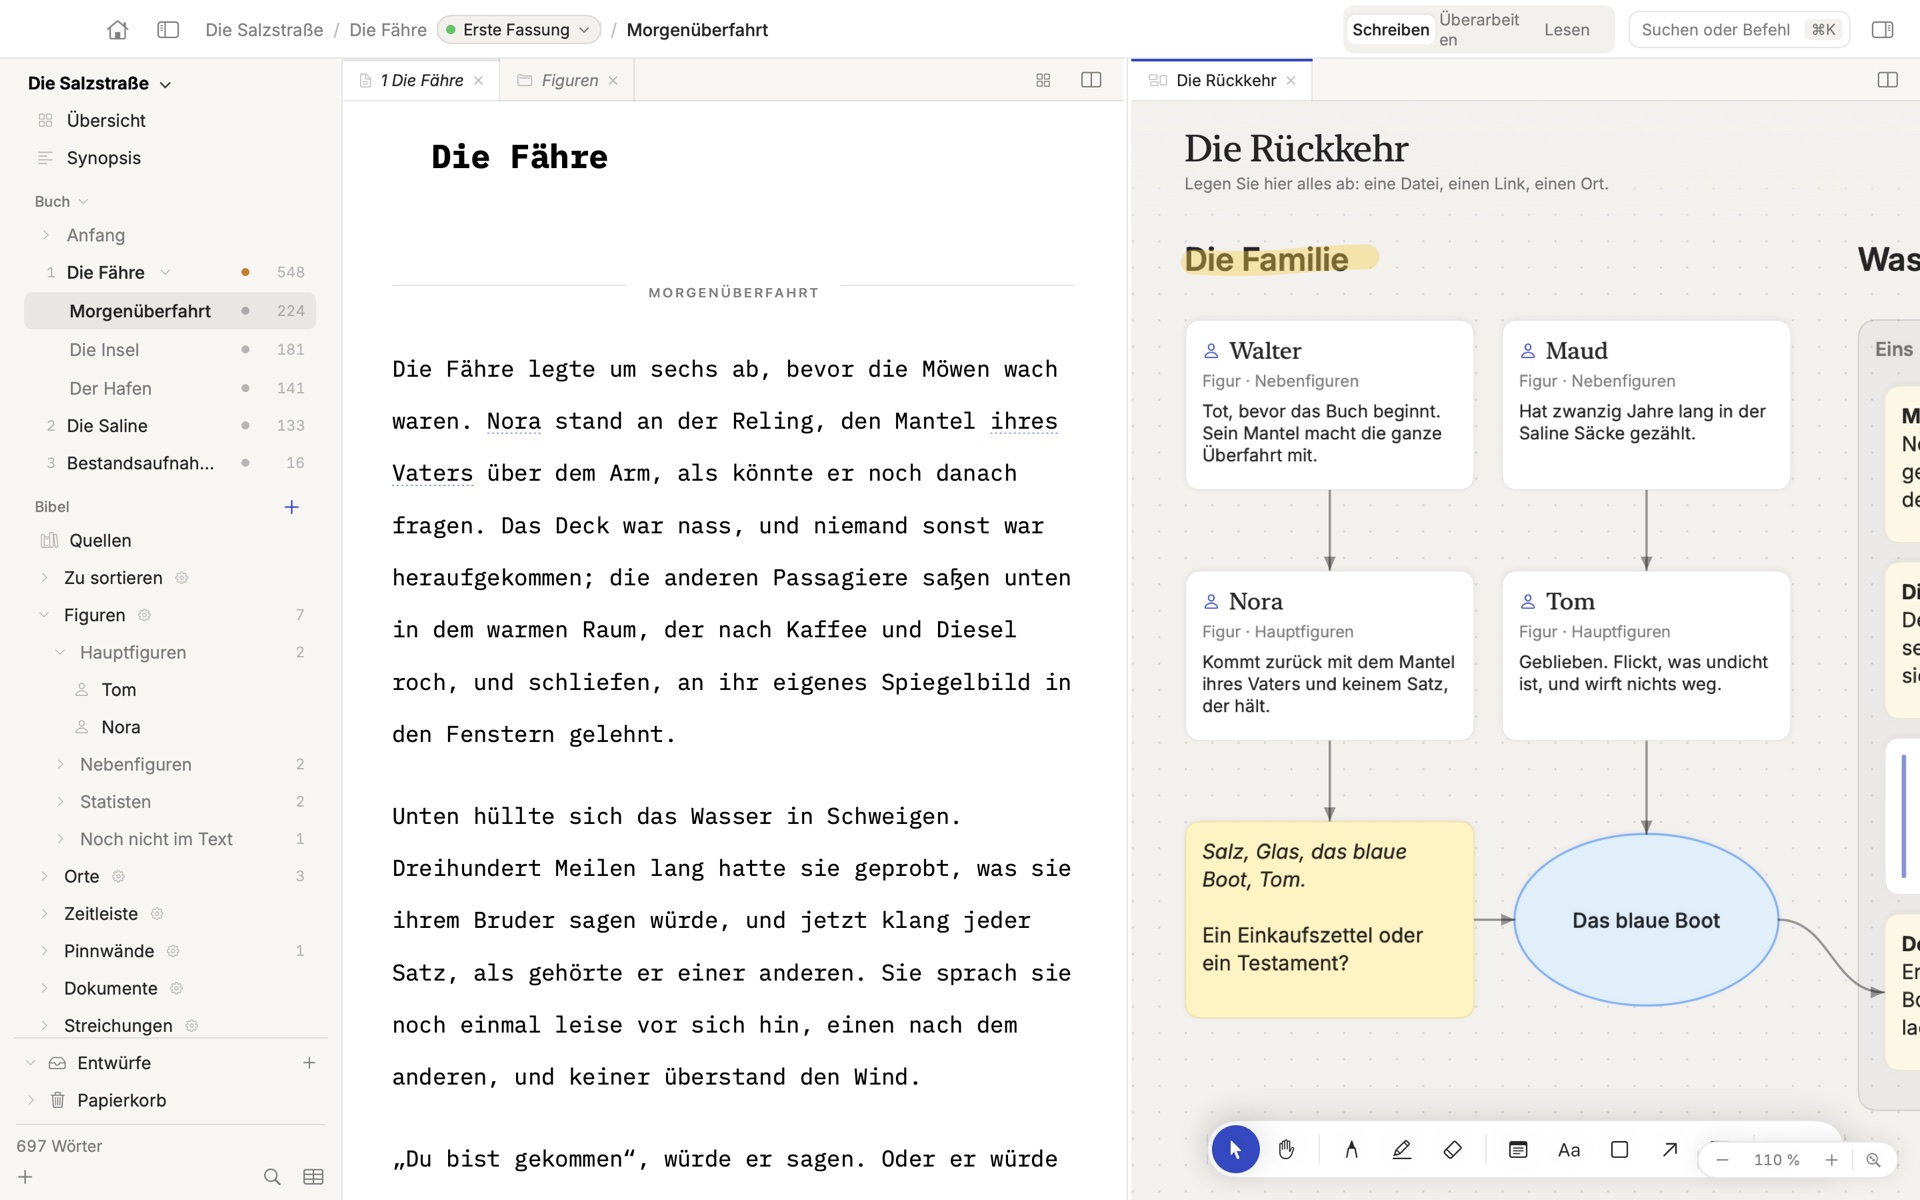 Die Salzstraße / Die Fähre Erste Fassung / Morgenüberfahrt
Schreiben Überarbeiten Lesen
Suchen oder Befehl ⌘K
Die Salzstraße
Übersicht
Synopsis
Buch
Anfang
1 Die Fähre 548
Morgenüberfahrt 224
Die Insel 181
Der Hafen 141
2 Die Saline 133
3 Bestandsaufnah... 16
Bibel
Quellen
Zu sortieren
Figuren 7
Hauptfiguren 2
Tom
Nora
Nebenfiguren 2
Statisten 2
Noch nicht im Text 1
Orte 3
Zeitleiste
Pinnwände 1
Dokumente
Streichungen
Entwürfe
Papierkorb
697 Wörter
1 Die Fähre
Figuren
Die Fähre
MORGENÜBERFAHRT
Die Fähre legte um sechs ab, bevor die Möwen wach
waren. Nora stand an der Reling, den Mantel ihres
Vaters über dem Arm, als könnte er noch danach
fragen. Das Deck war nass, und niemand sonst war
heraufgekommen; die anderen Passagiere saßen unten
in dem warmen Raum, der nach Kaffee und Diesel
roch, und schliefen, an ihr eigenes Spiegelbild in
den Fenstern gelehnt.
Unten hüllte sich das Wasser in Schweigen.
Dreihundert Meilen lang hatte sie geprobt, was sie
ihrem Bruder sagen würde, und jetzt klang jeder
Satz, als gehörte er einer anderen. Sie sprach sie
noch einmal leise vor sich hin, einen nach dem
anderen, und keiner überstand den Wind.
„Du bist gekommen“, würde er sagen. Oder er würde
Die Rückkehr
Die Rückkehr
Legen Sie hier alles ab: eine Datei, einen Link, einen Ort.
Die Familie
Walter
Figur · Nebenfiguren
Tot, bevor das Buch beginnt.
Sein Mantel macht die ganze
Überfahrt mit.
Maud
Figur · Nebenfiguren
Hat zwanzig Jahre lang in der
Saline Säcke gezählt.
Nora
Figur · Hauptfiguren
Kommt zurück mit dem Mantel
ihres Vaters und keinem Satz,
der hält.
Tom
Figur · Hauptfiguren
Geblieben. Flickt, was undicht
ist, und wirft nichts weg.
Salz, Glas, das blaue
Boot, Tom.
Ein Einkaufszettel oder
ein Testament?
Das blaue Boot
Was
Eins
Aa
110 %